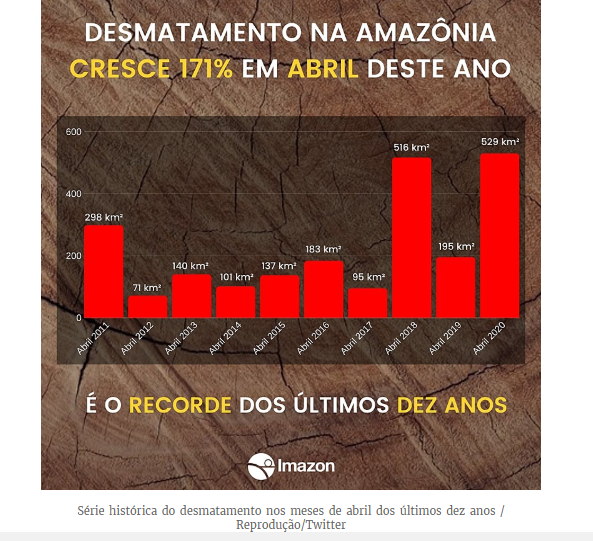 DESMATAMENTO NA AMAZÔNIA
CRESCE 171% EM ABRIL DESTE ANO
600
400
200
0
298 km²
71 km²
140 km²
101 km²
137 km²
183 km²
95 km²
516 km²
195 km²
529 km²
Abril 2011
Abril 2012
Abril 2013
Abril 2014
Abril 2015
Abril 2016
Abril 2017
Abril 2018
Abril 2019
Abril 2020
É O RECORDE DOS ÚLTIMOS DEZ ANOS
Imazon
Série histórica do desmatamento nos meses de abril dos últimos dez anos /
Reprodução/Twitter